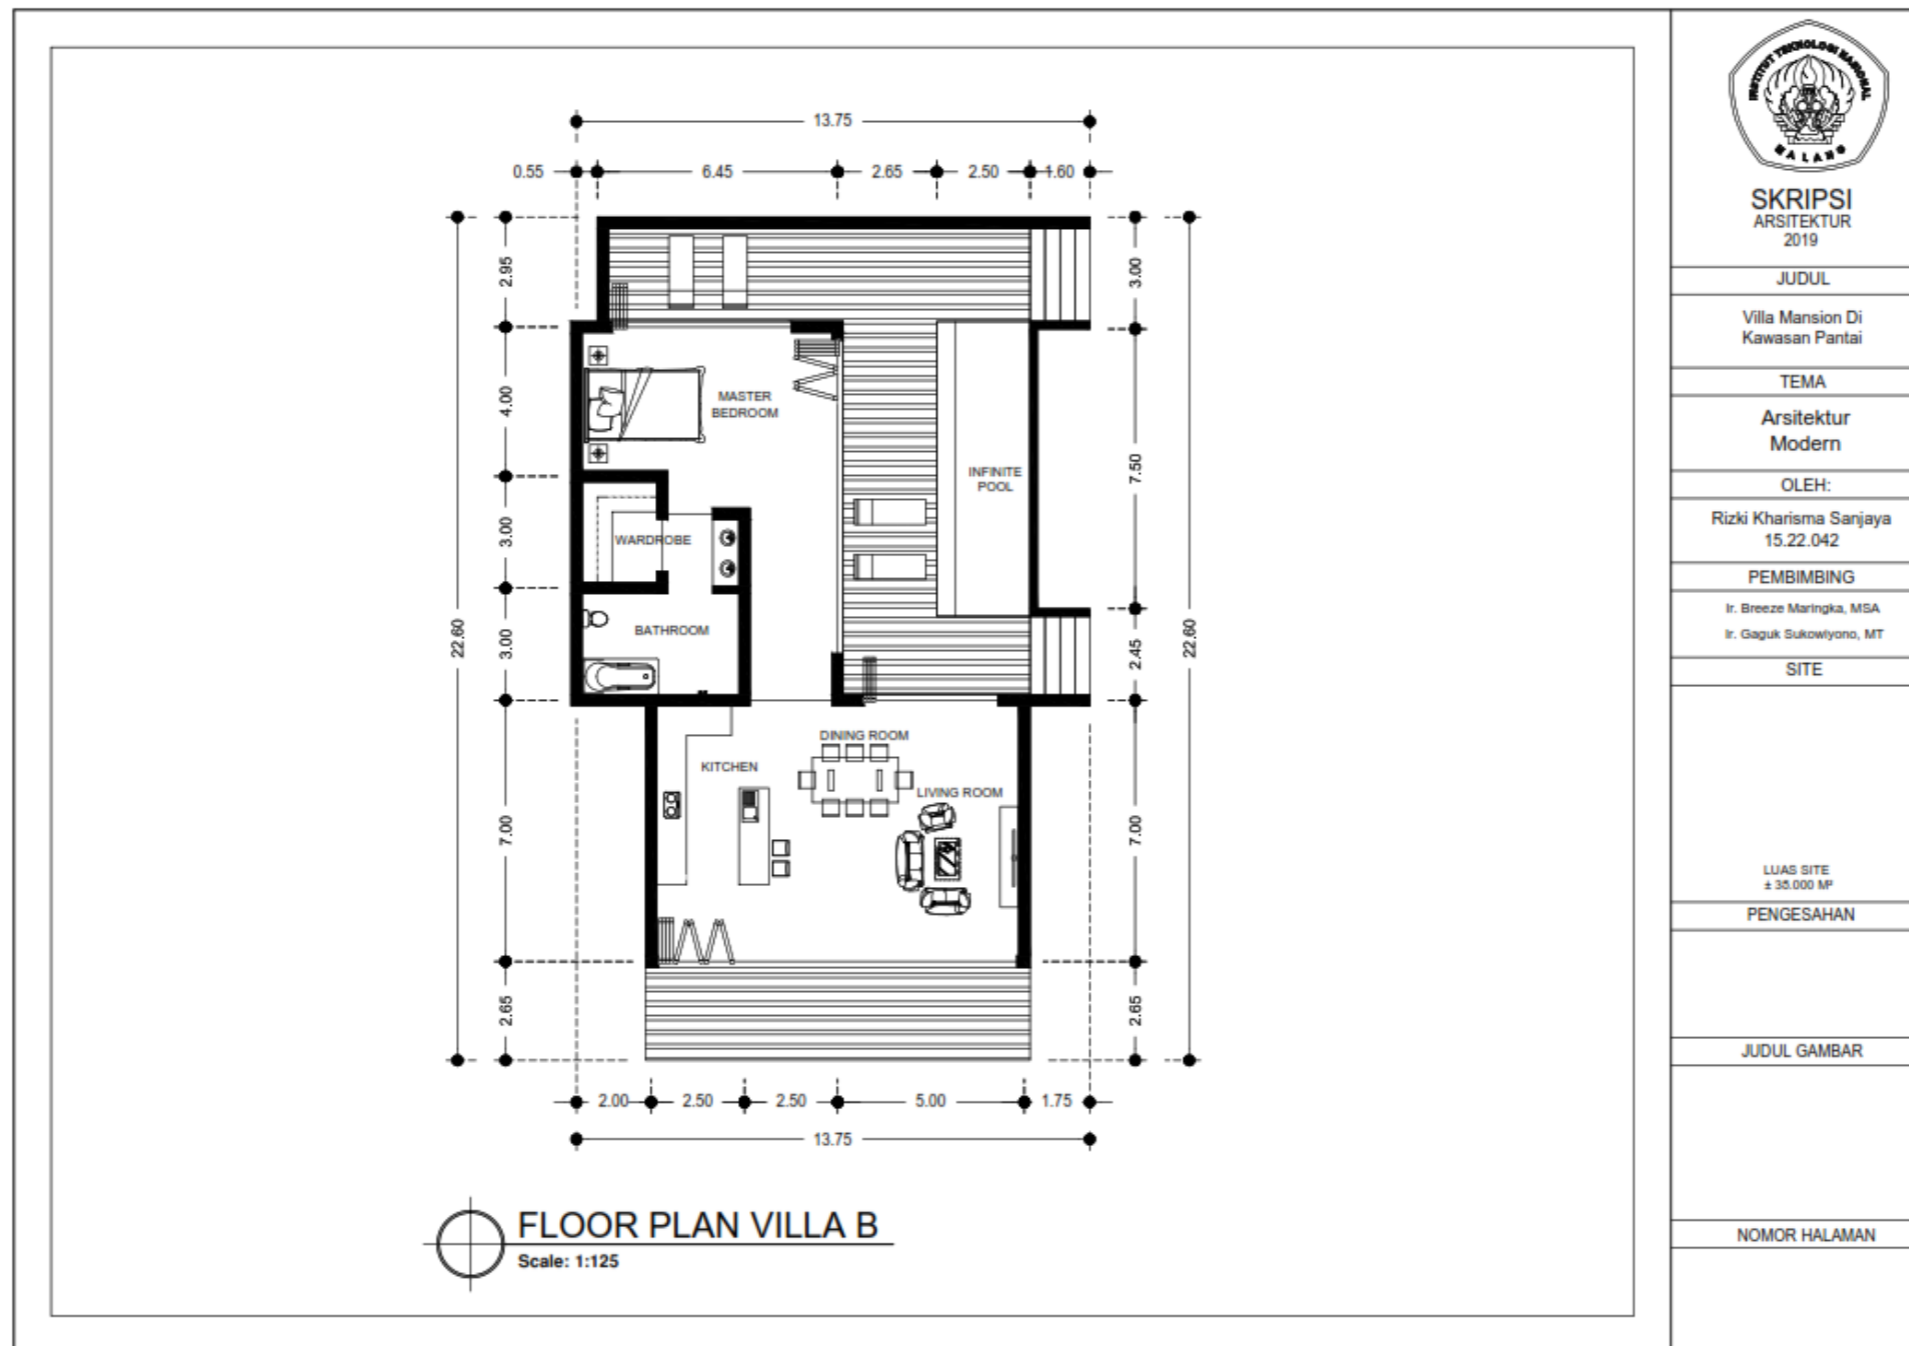 13.75
0.55 6.45 2.65 2.50 1.60
2.95
4.00
3.00
3.00
7.00
2.65
22.60
3.00
7.50
2.45
7.00
2.65
22.60
MASTER
BEDROOM
INFINITE
POOL
WARDROBE
BATHROOM
DINING ROOM
KITCHEN
LIVING ROOM
2.00 2.50 2.50 5.00 1.75
13.75
FLOOR PLAN VILLA B
Scale: 1:125
INSTITUT TEKNOLOGI NASIONAL
MALANG
SKRIPSI
ARSITEKTUR
2019
JUDUL
Villa Mansion Di
Kawasan Pantai
TEMA
Arsitektur
Modern
OLEH:
Rizki Kharisma Sanjaya
15.22.042
PEMBIMBING
Ir. Breeze Maringka, MSA
Ir. Gaguk Sukowiyono, MT
SITE
LUAS SITE
± 35.000 M²
PENGESAHAN
JUDUL GAMBAR
NOMOR HALAMAN